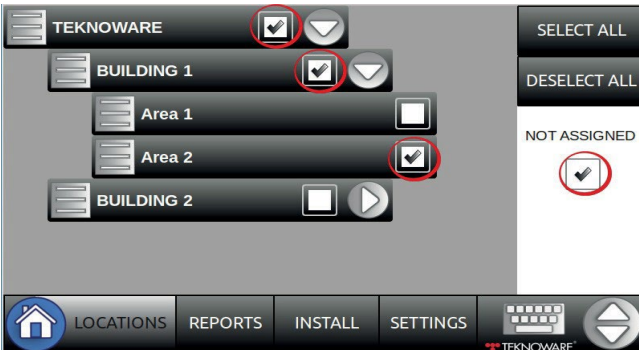 TEKNOWARE
SELECT ALL
BUILDING 1
DESELECT ALL
Area 1
NOT ASSIGNED
Area 2
BUILDING 2
LOCATIONS REPORTS INSTALL SETTINGS
TEKNOWARE®